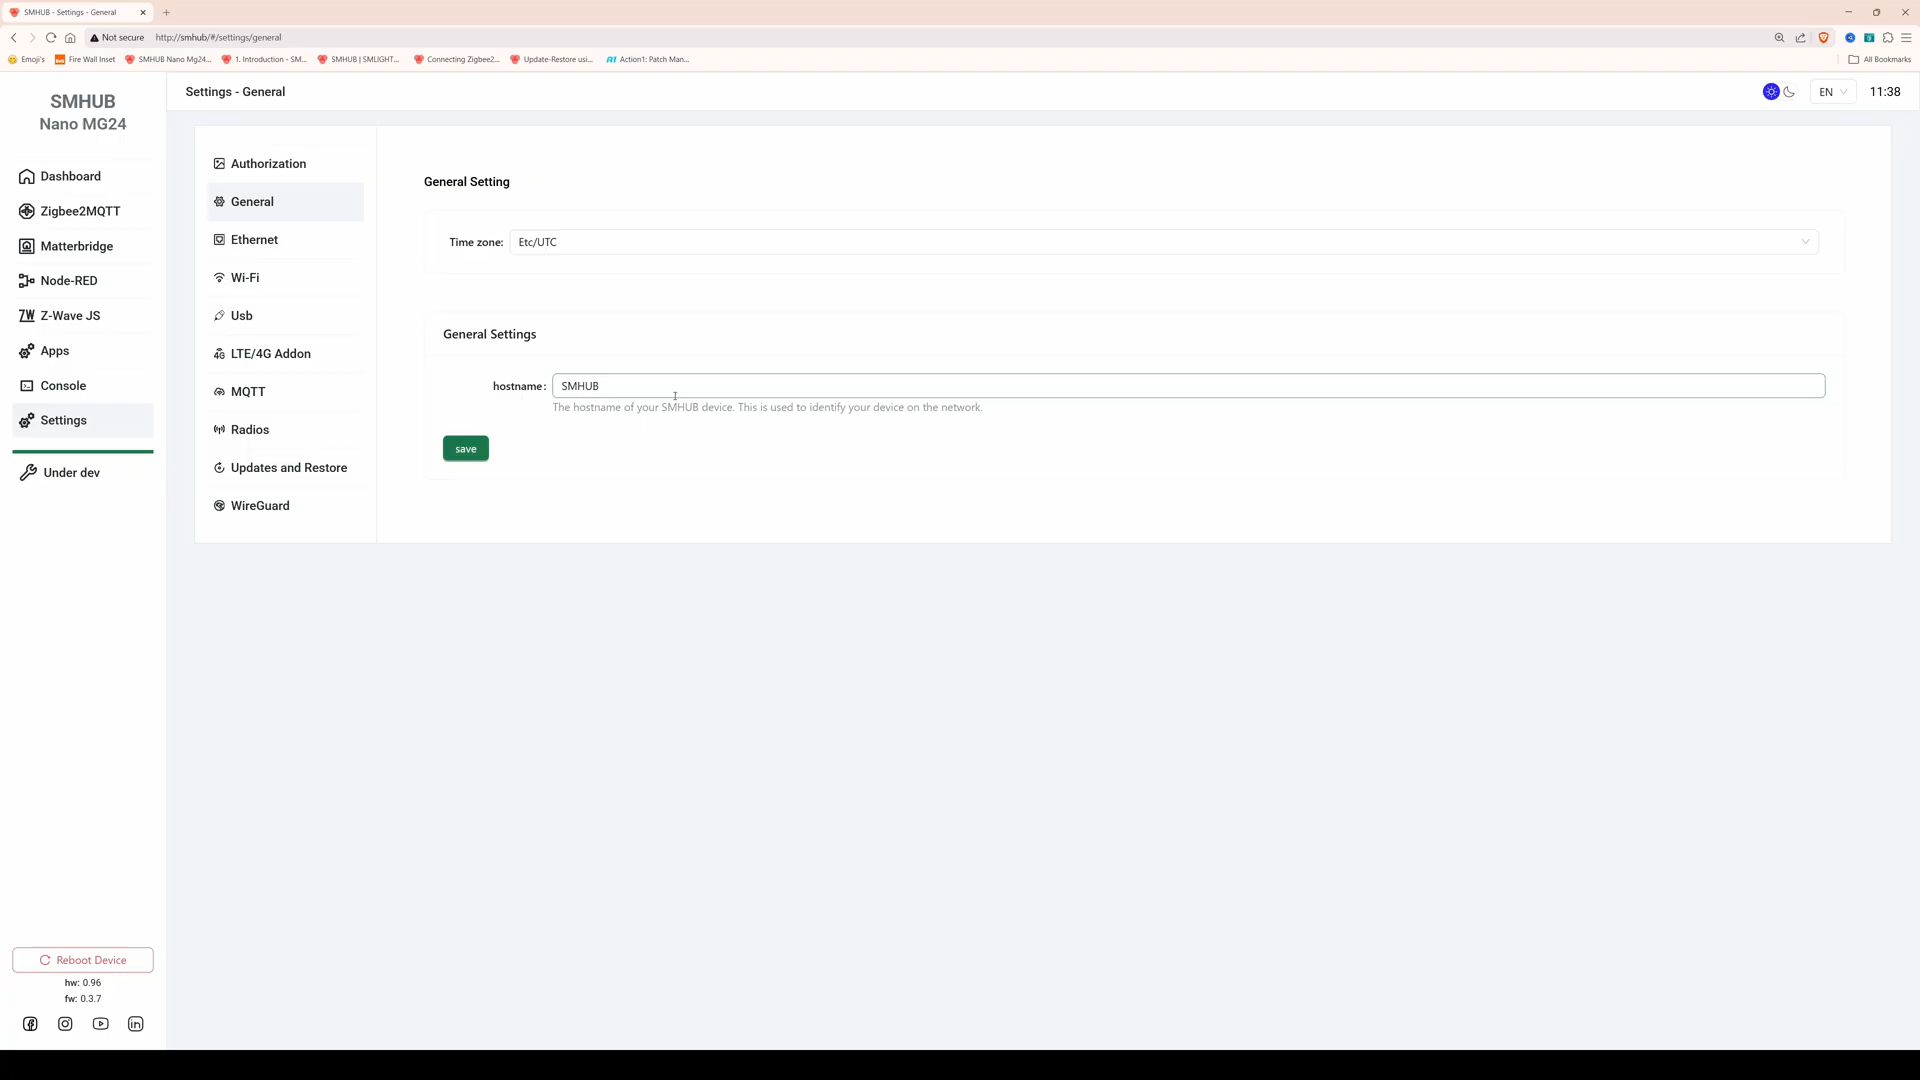 SMHUB - Settings - General
Not secure
http://smhub/#/settings/general
Emoji's
Fire Wall Inset
SMHUB Nano Mg24...
1. Introduction - SM...
SMHUB | SMLIGHT...
Connecting Zigbee2...
Update-Restore usi...
Action1: Patch Man...
All Bookmarks
SMHUB
Nano MG24
Dashboard
Zigbee2MQTT
Matterbridge
Node-RED
Z-Wave JS
Apps
Console
Settings
Under dev
Reboot Device
hw: 0.96
fw: 0.3.7
Settings - General
EN
11:38
Authorization
General
Ethernet
Wi-Fi
Usb
LTE/4G Addon
MQTT
Radios
Updates and Restore
WireGuard
General Setting
Time zone: Etc/UTC
General Settings
hostname: SMHUB
The hostname of your SMHUB device. This is used to identify your device on the network.
save